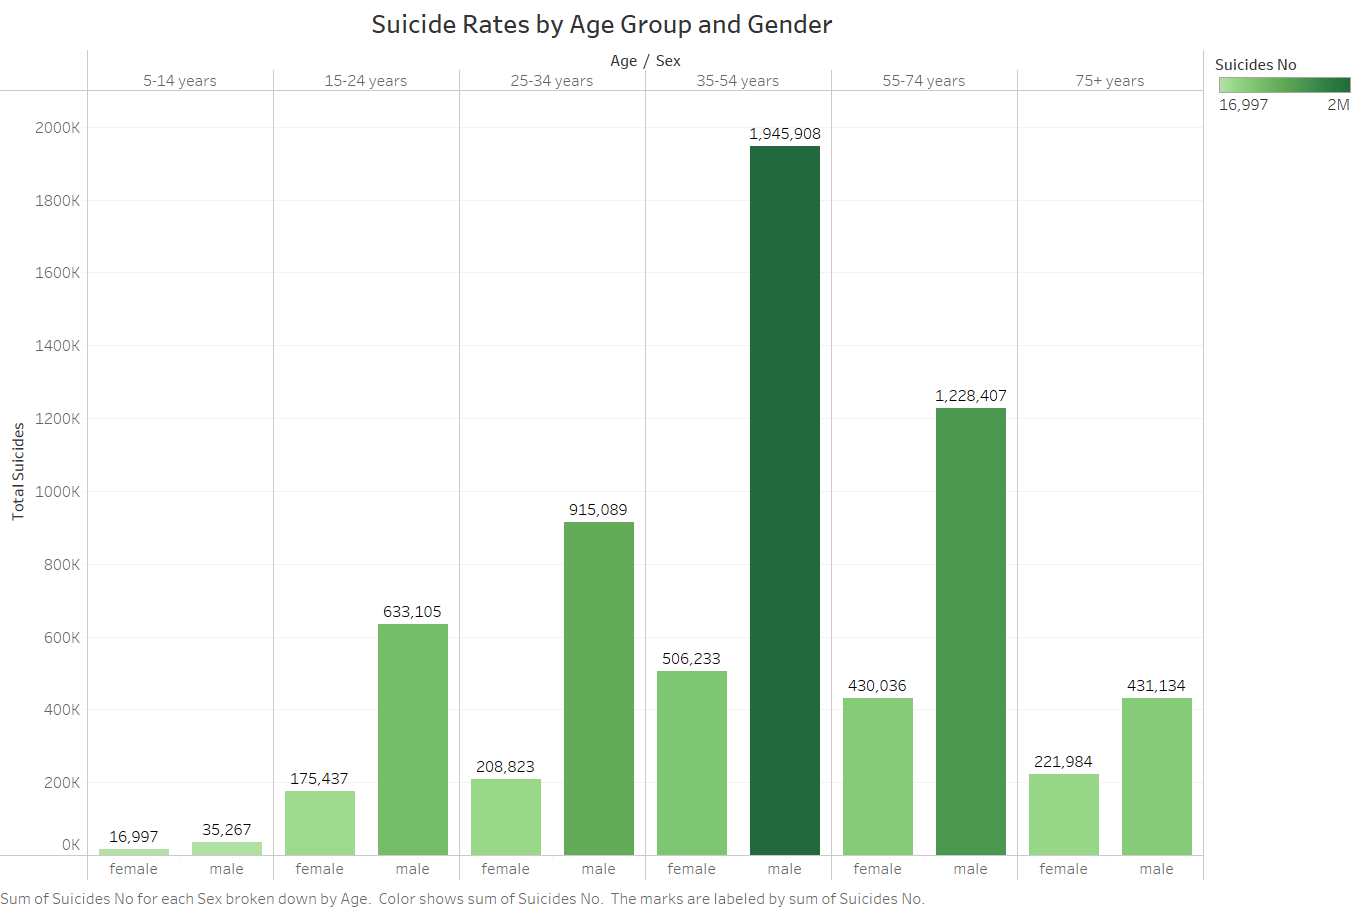 Suicide Rates by Age Group and Gender
Age / Sex
5-14 years
15-24 years
25-34 years
35-54 years
55-74 years
75+ years
Suicides No
16,997
2M
Total Suicides
2000K
1800K
1600K
1400K
1200K
1000K
800K
600K
400K
200K
0K
16,997
35,267
175,437
633,105
208,823
915,089
506,233
1,945,908
430,036
1,228,407
221,984
431,134
female
male
female
male
female
male
female
male
female
male
female
male
Sum of Suicides No for each Sex broken down by Age. Color shows sum of Suicides No. The marks are labeled by sum of Suicides No.